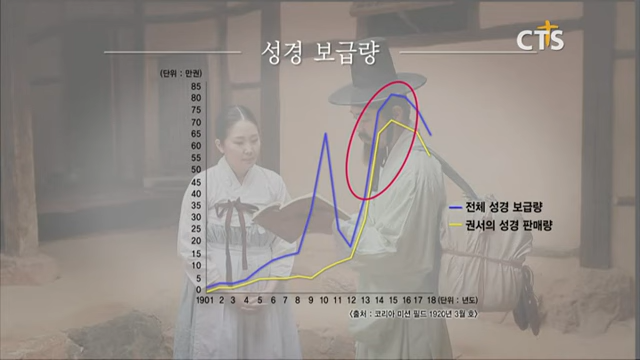 CTS
성경 보급량
(단위 : 만권)
85
80
75
70
65
60
55
50
45
40
35
30
25
20
15
10
5
0
전체 성경 보급량
권서의 성경 판매량
1901 2 3 4 5 6 7 8 9 10 11 12 13 14 15 16 17 18 (단위 : 년도)
《출처 : 코리아 미션 필드 1920년 3월 호》